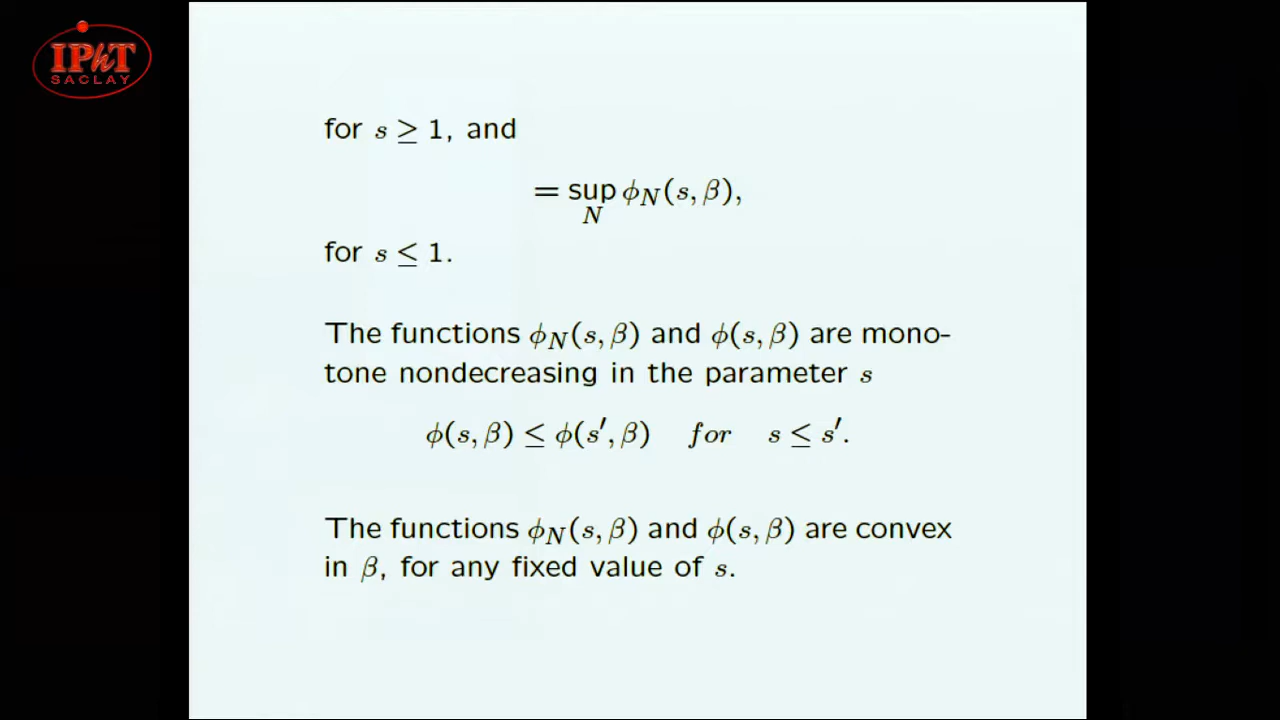 IPhT
SACLAY
for s ≥ 1, and
= sup ϕ_N(s, β),
N
for s ≤ 1.
The functions ϕ_N(s, β) and ϕ(s, β) are mono-
tone nondecreasing in the parameter s
ϕ(s, β) ≤ ϕ(s′, β) for s ≤ s′.
The functions ϕ_N(s, β) and ϕ(s, β) are convex
in β, for any fixed value of s.